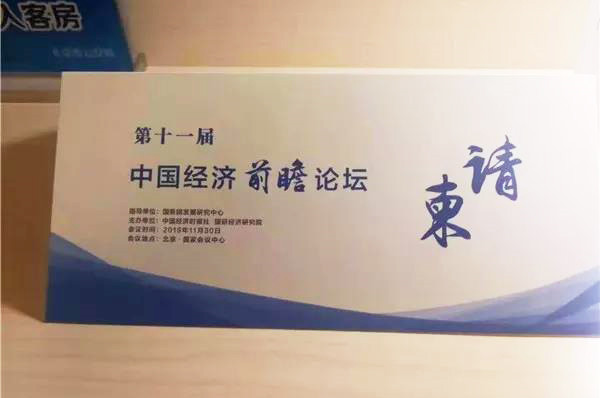 入客房
第十一届
中国经济前瞻论坛
请柬
指导单位：国务院发展研究中心
主办单位：中国经济时报社 国研经济研究院
会议时间：2018年11月30日
会议地点：北京·国家会议中心